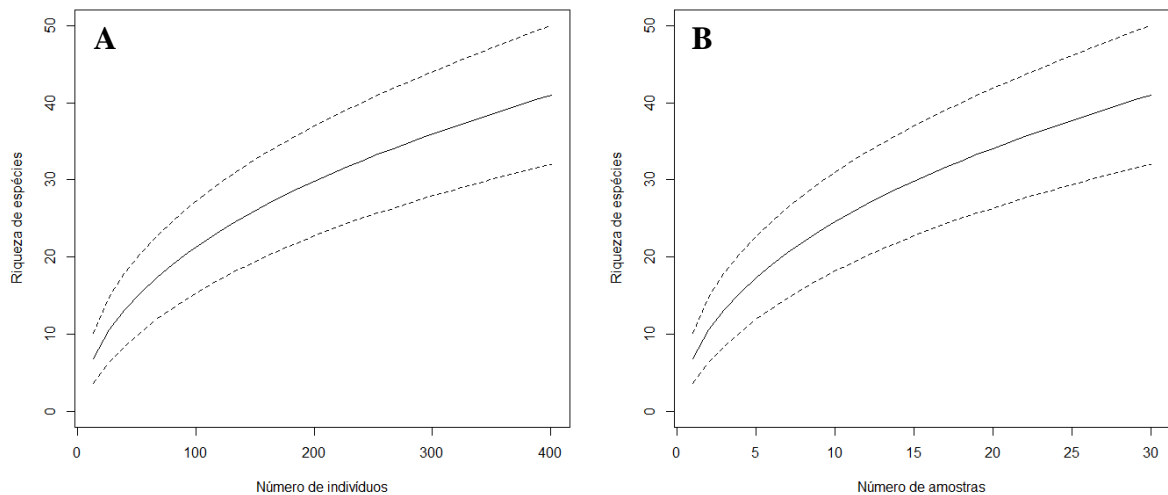 A
Riqueza de espécies
50
40
30
20
10
0
0 100 200 300 400
Número de indivíduos
B
Riqueza de espécies
50
40
30
20
10
0
0 5 10 15 20 25 30
Número de amostras